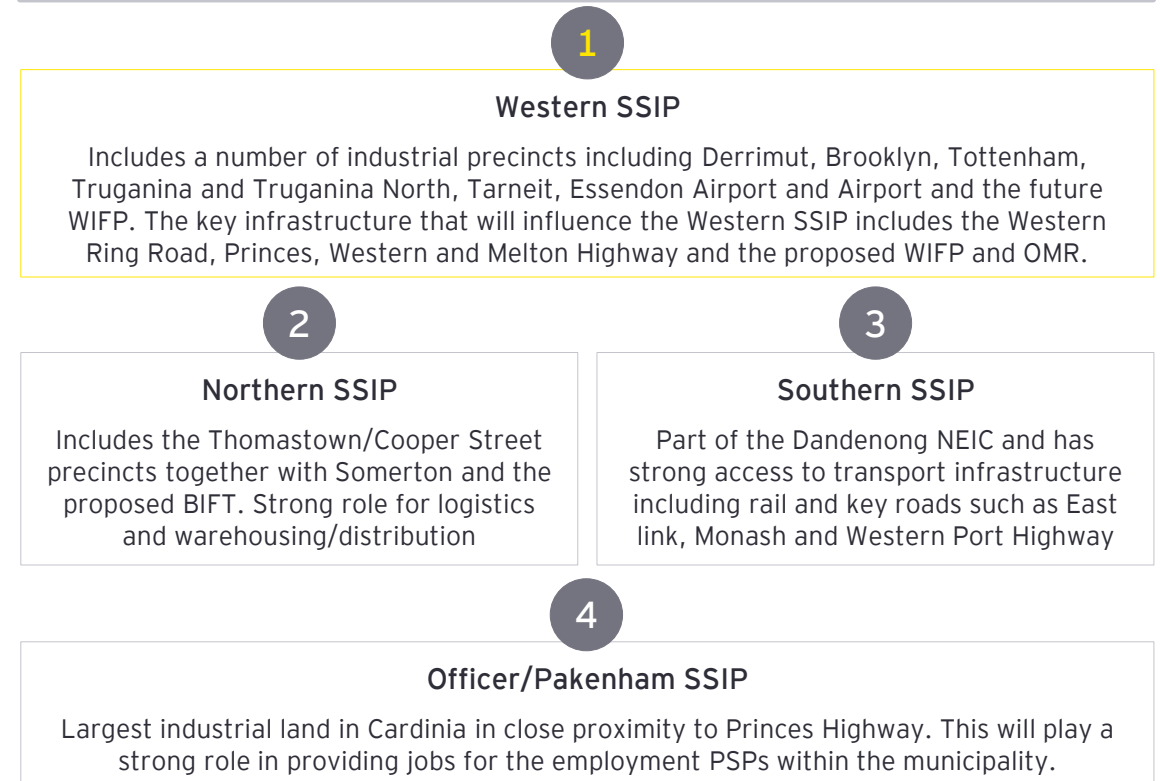 1
Western SSIP
Includes a number of industrial precincts including Derrimut, Brooklyn, Tottenham,
Truganina and Truganina North, Tarneit, Essendon Airport and Airport and the future
WIFP. The key infrastructure that will influence the Western SSIP includes the Western
Ring Road, Princes, Western and Melton Highway and the proposed WIFP and OMR.
2
Northern SSIP
Includes the Thomastown/Cooper Street
precincts together with Somerton and the
proposed BIFT. Strong role for logistics
and warehousing/distribution
3
Southern SSIP
Part of the Dandenong NEIC and has
strong access to transport infrastructure
including rail and key roads such as East
link, Monash and Western Port Highway
4
Officer/Pakenham SSIP
Largest industrial land in Cardinia in close proximity to Princes Highway. This will play a
strong role in providing jobs for the employment PSPs within the municipality.